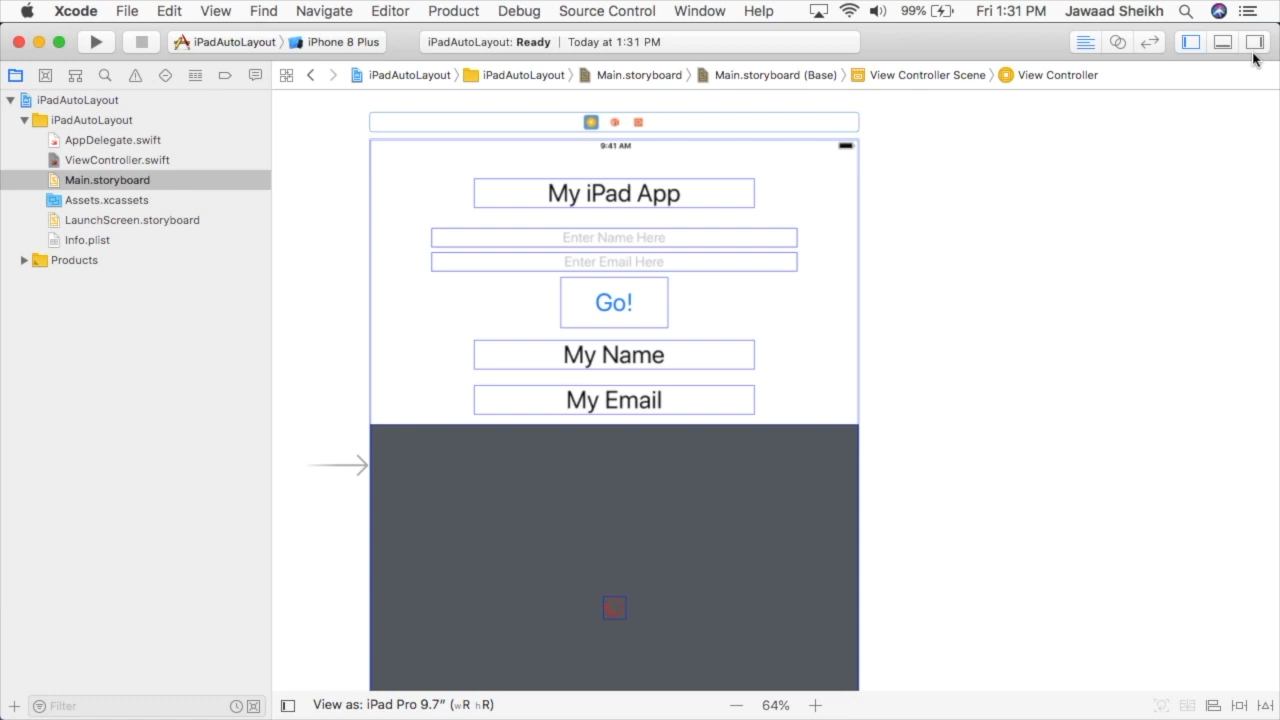 Xcode File Edit View Find Navigate Editor Product Debug Source Control Window Help 99% Fri 1:31 PM Jawaad Sheikh
iPadAutoLayout iPhone 8 Plus iPadAutoLayout: Ready | Today at 1:31 PM
iPadAutoLayout iPadAutoLayout Main.storyboard Main.storyboard (Base) View Controller Scene View Controller
iPadAutoLayout
iPadAutoLayout
AppDelegate.swift
ViewController.swift
Main.storyboard
Assets.xcassets
LaunchScreen.storyboard
Info.plist
Products
9:41 AM
My iPad App
Enter Name Here
Enter Email Here
Go!
My Name
My Email
Filter
View as: iPad Pro 9.7" (wR hR)
64%